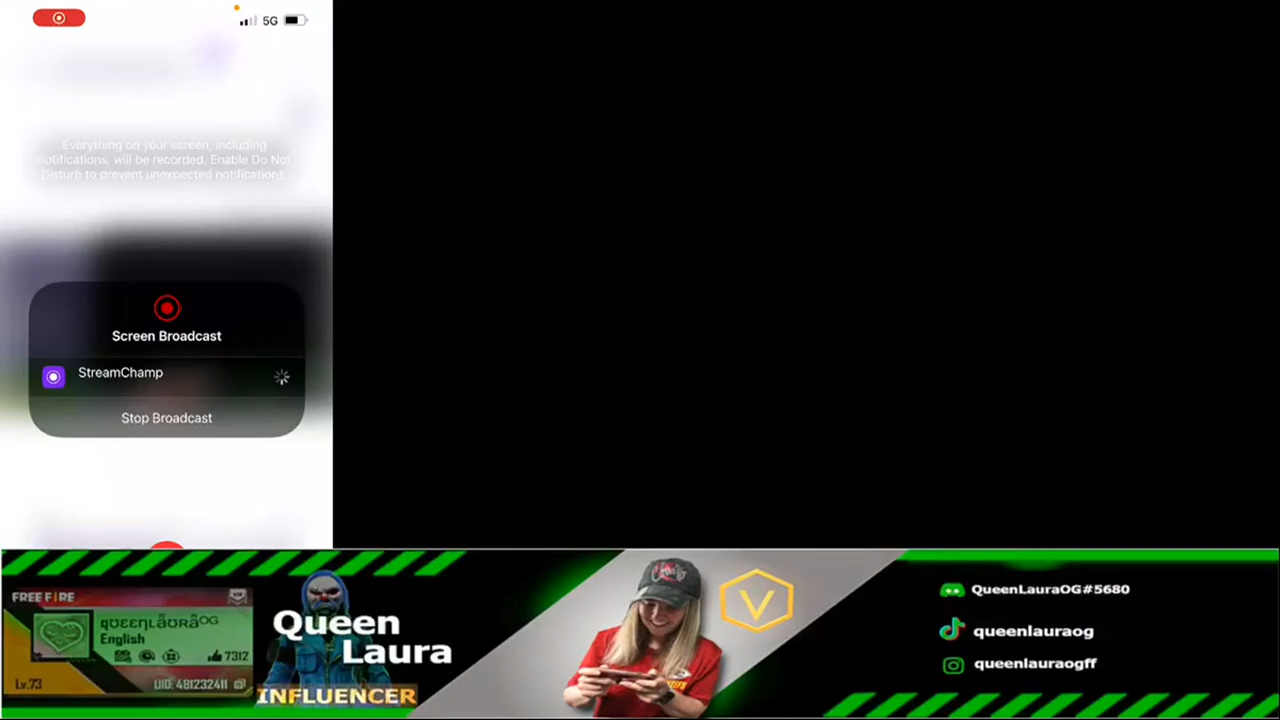 5G
Everything on your screen, including
notifications, will be recorded. Enable Do Not
Disturb to prevent unexpected notifications.
Screen Broadcast
StreamChamp
Stop Broadcast
FREE FIRE
qυєєηLâυrâᴼᴳ
English
7312
Lv.73
UID: 481232411
Queen
Laura
INFLUENCER
V
QueenLauraOG#5680
queenlauraog
queenlauraogff